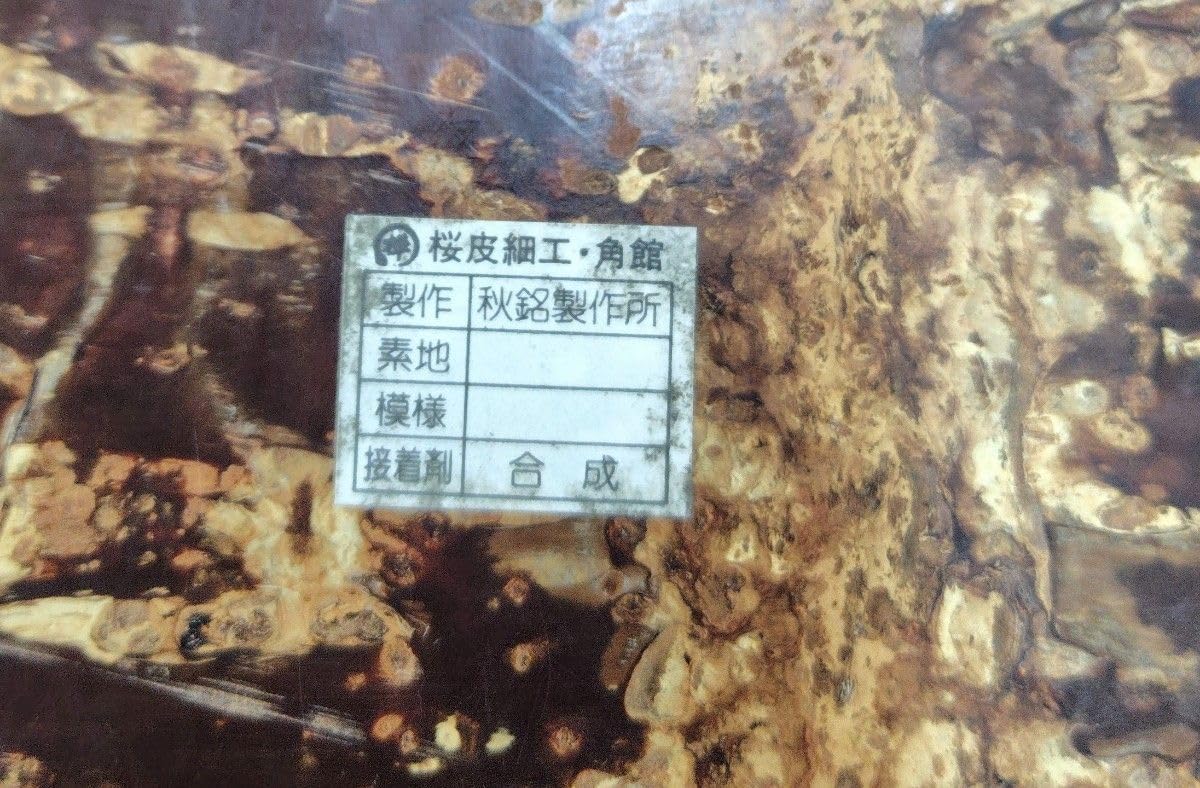 桜皮細工・角館
製作 秋銘製作所
素地
模様
接着剤 合成